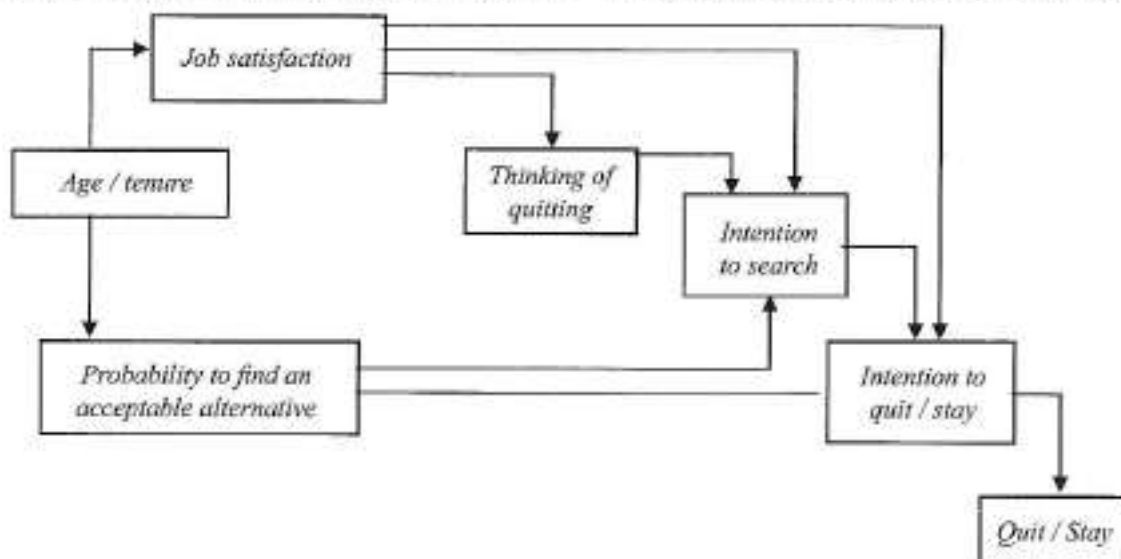 Job satisfaction
Age / tenure
Thinking of
quitting
Intention
to search
Probability to find an
acceptable alternative
Intention to
quit / stay
Quit / Stay